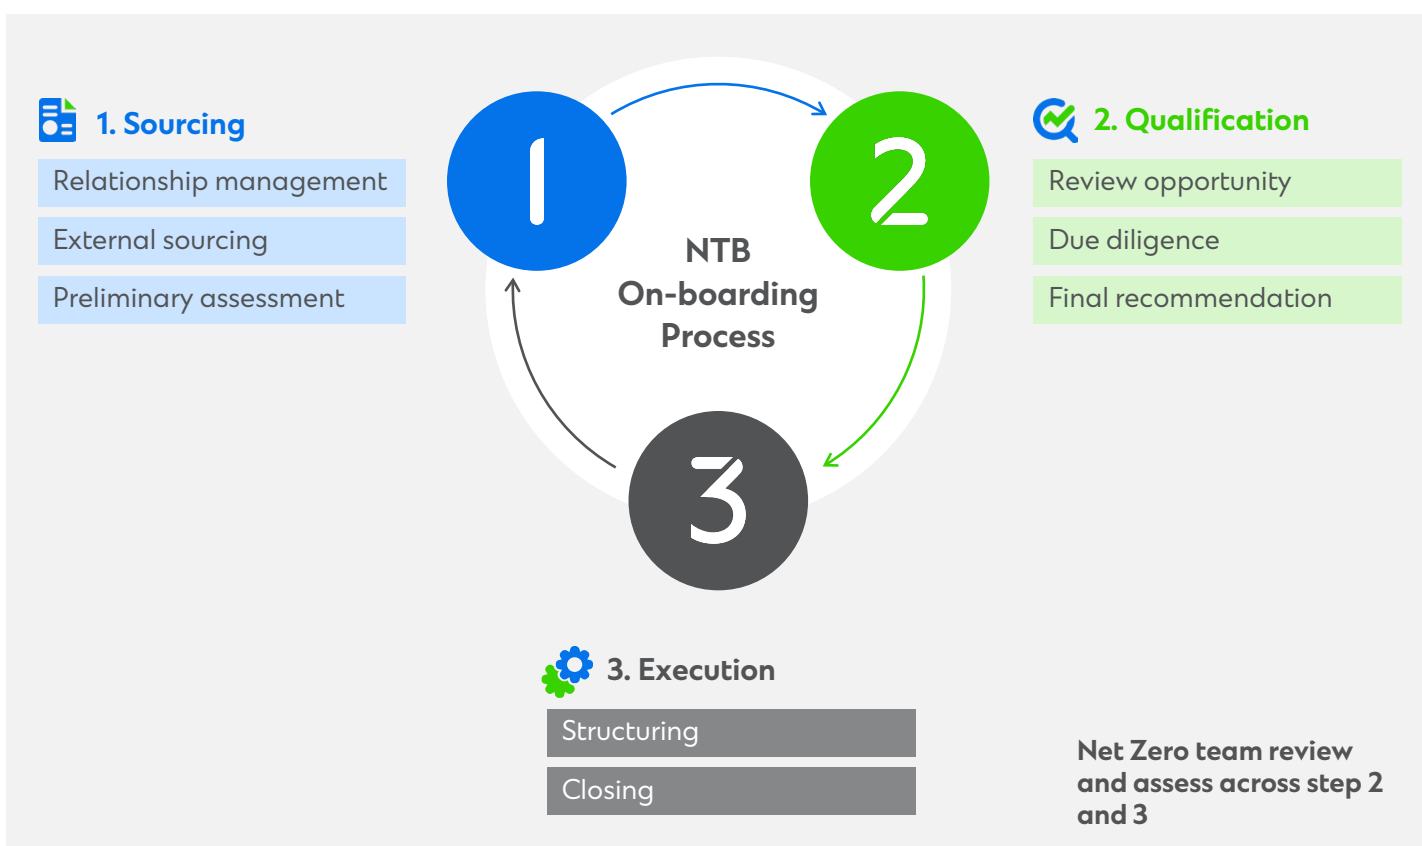 1. Sourcing
Relationship management
External sourcing
Preliminary assessment
1
2
NTB
On-boarding
Process
3
2. Qualification
Review opportunity
Due diligence
Final recommendation
3. Execution
Structuring
Closing
Net Zero team review
and assess across step 2
and 3